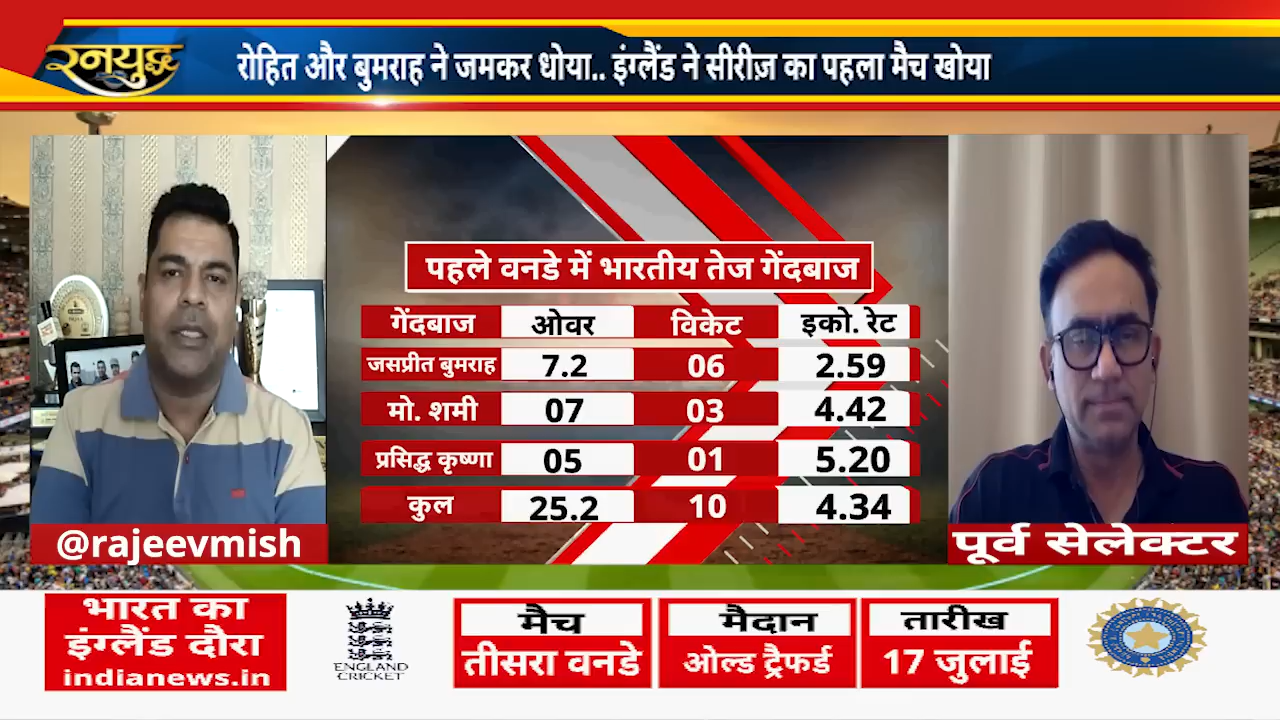 रनयुद्ध
रोहित और बुमराह ने जमकर धोया.. इंग्लैंड ने सीरीज़ का पहला मैच खोया
पहले वनडे में भारतीय तेज गेंदबाज
गेंदबाज ओवर विकेट इको. रेट
जसप्रीत बुमराह 7.2 06 2.59
मो. शमी 07 03 4.42
प्रसिद्ध कृष्णा 05 01 5.20
कुल 25.2 10 4.34
@rajeevmish
पूर्व सेलेक्टर
भारत का
इंग्लैंड दौरा
indianews.in
ENGLAND
CRICKET
मैच
तीसरा वनडे
मैदान
ओल्ड ट्रैफर्ड
तारीख
17 जुलाई